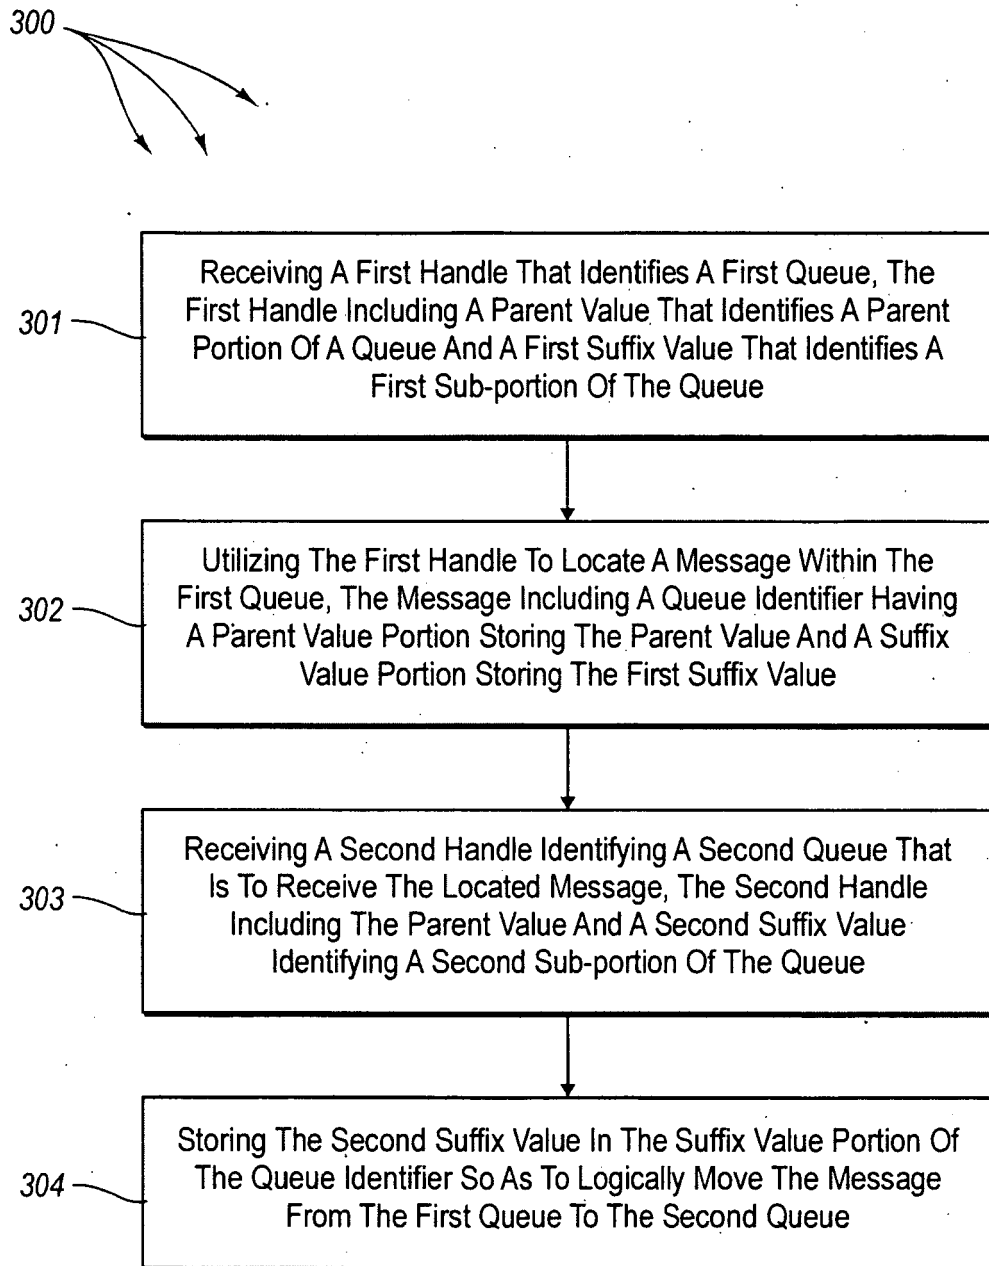 300
301
Receiving A First Handle That Identifies A First Queue, The
First Handle Including A Parent Value That Identifies A Parent
Portion Of A Queue And A First Suffix Value That Identifies A
First Sub-portion Of The Queue
302
Utilizing The First Handle To Locate A Message Within The
First Queue, The Message Including A Queue Identifier Having
A Parent Value Portion Storing The Parent Value And A Suffix
Value Portion Storing The First Suffix Value
303
Receiving A Second Handle Identifying A Second Queue That
Is To Receive The Located Message, The Second Handle
Including The Parent Value And A Second Suffix Value
Identifying A Second Sub-portion Of The Queue
304
Storing The Second Suffix Value In The Suffix Value Portion Of
The Queue Identifier So As To Logically Move The Message
From The First Queue To The Second Queue